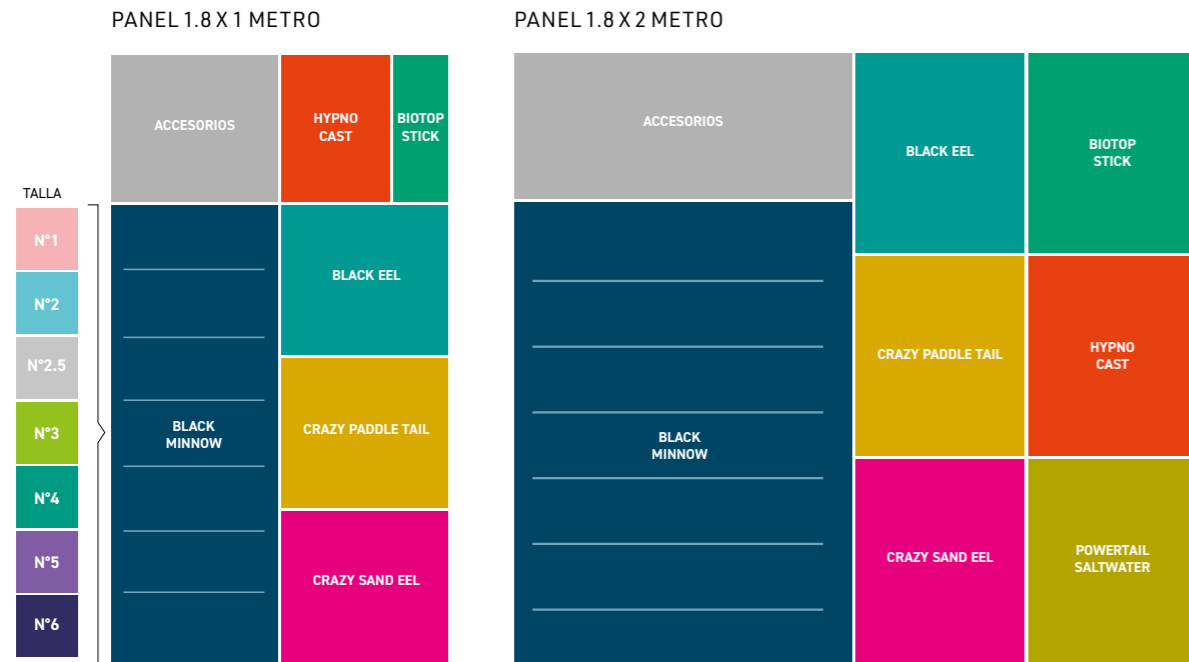 PANEL 1.8 X 1 METRO
ACCESORIOS
HYPNO
CAST
BIOTOP
STICK
TALLA
N°1
N°2
N°2.5
N°3
N°4
N°5
N°6
BLACK
MINNOW
BLACK EEL
CRAZY PADDLE TAIL
CRAZY SAND EEL
PANEL 1.8 X 2 METRO
ACCESORIOS
BLACK
MINNOW
BLACK EEL
BIOTOP
STICK
CRAZY PADDLE TAIL
HYPNO
CAST
CRAZY SAND EEL
POWERTAIL
SALTWATER